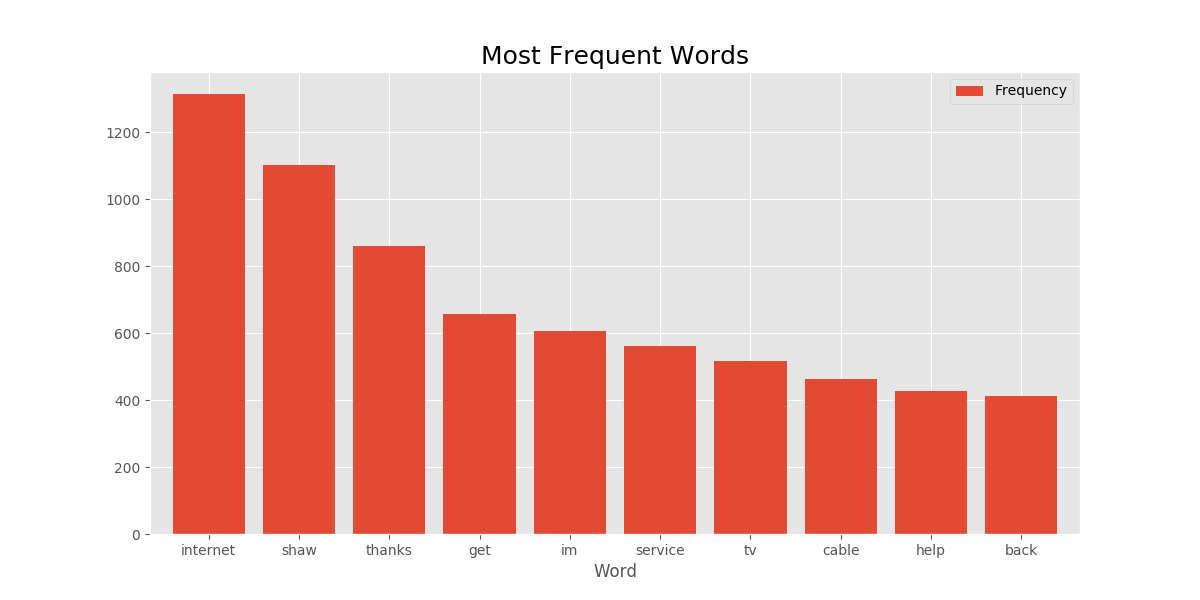 Most Frequent Words
Frequency
1200
1000
800
600
400
200
0
internet shaw thanks get im service tv cable help back
Word